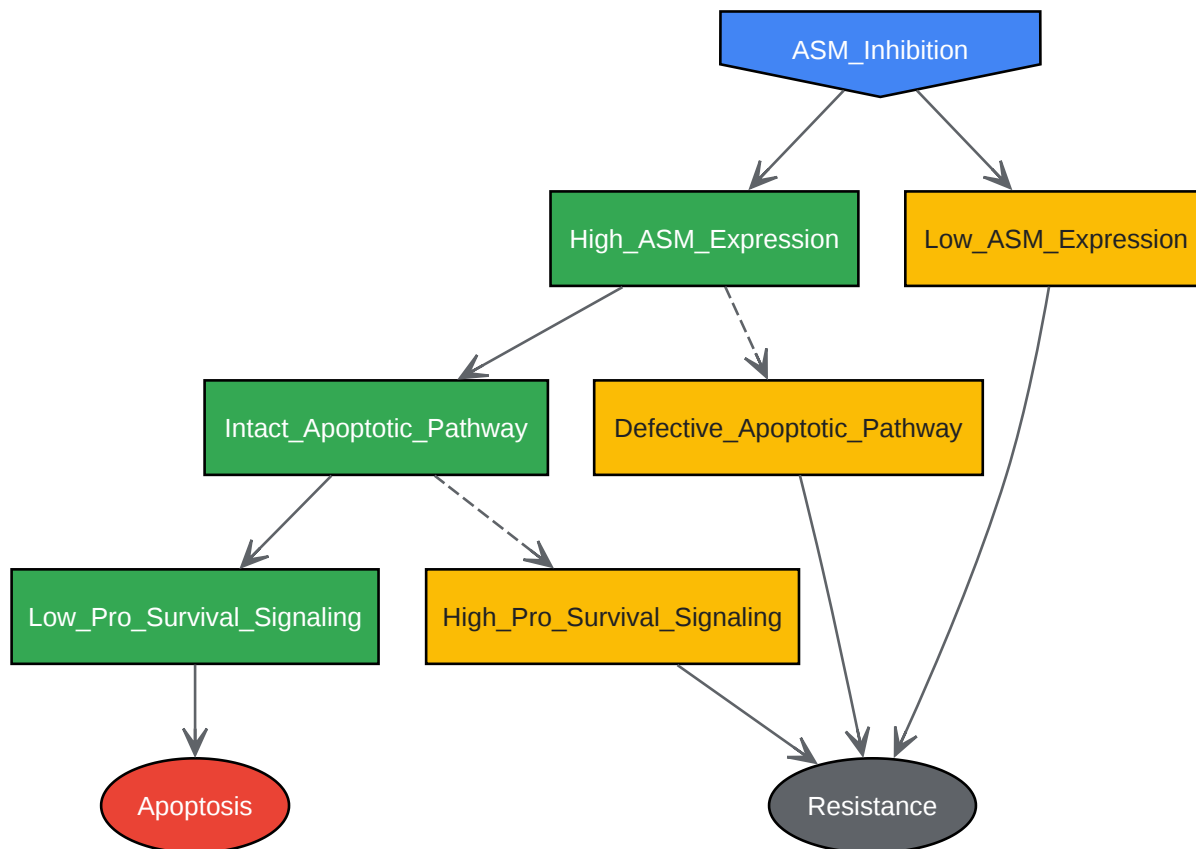 ASM_Inhibition
High_ASM_Expression
Low_ASM_Expression
Intact_Apoptotic_Pathway
Defective_Apoptotic_Pathway
Low_Pro_Survival_Signaling
High_Pro_Survival_Signaling
Apoptosis
Resistance